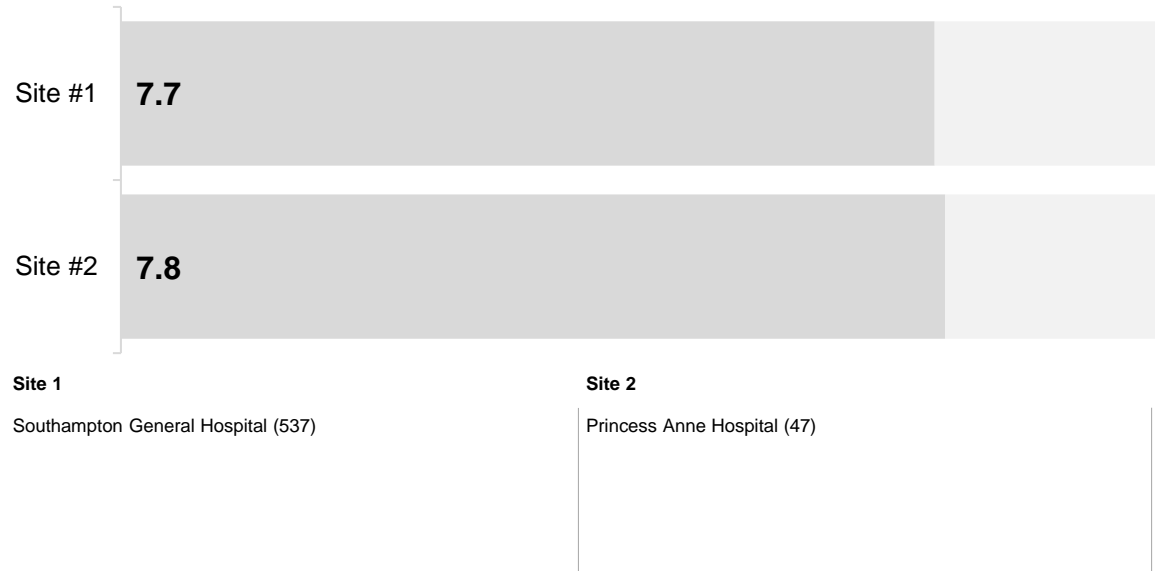 Site #1
7.7
Site #2
7.8
Site 1
Site 2
Southampton General Hospital (537)
Princess Anne Hospital (47)